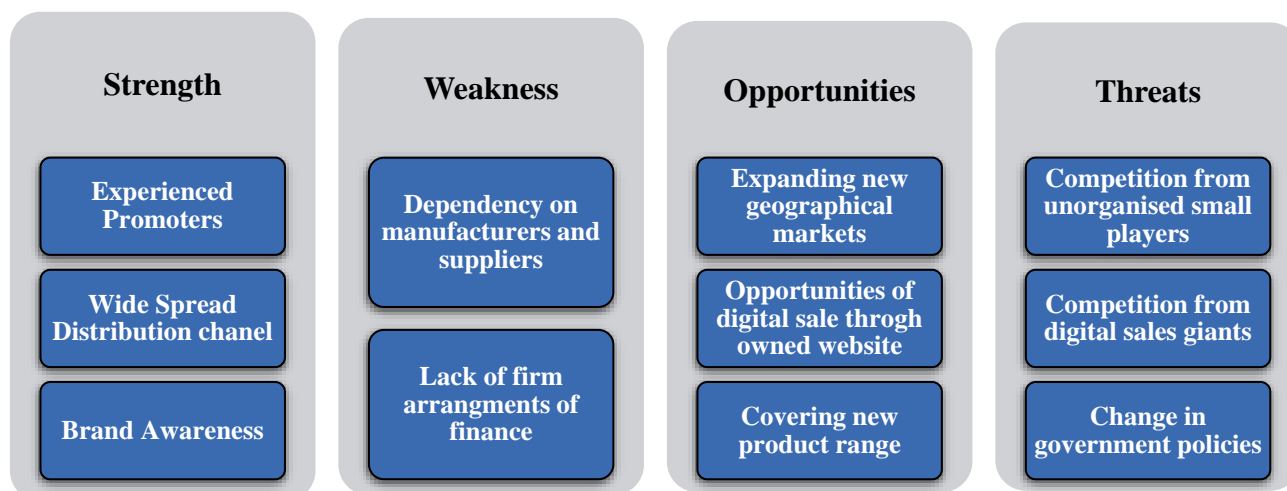 Strength
Experienced
Promoters
Wide Spread
Distribution chanel
Brand Awareness
Weakness
Dependency on
manufacturers and
suppliers
Lack of firm
arrangments of
finance
Opportunities
Expanding new
geographical
markets
Opportunities of
digital sale throgh
owned website
Covering new
product range
Threats
Competition from
unorganised small
players
Competition from
digital sales giants
Change in
government policies